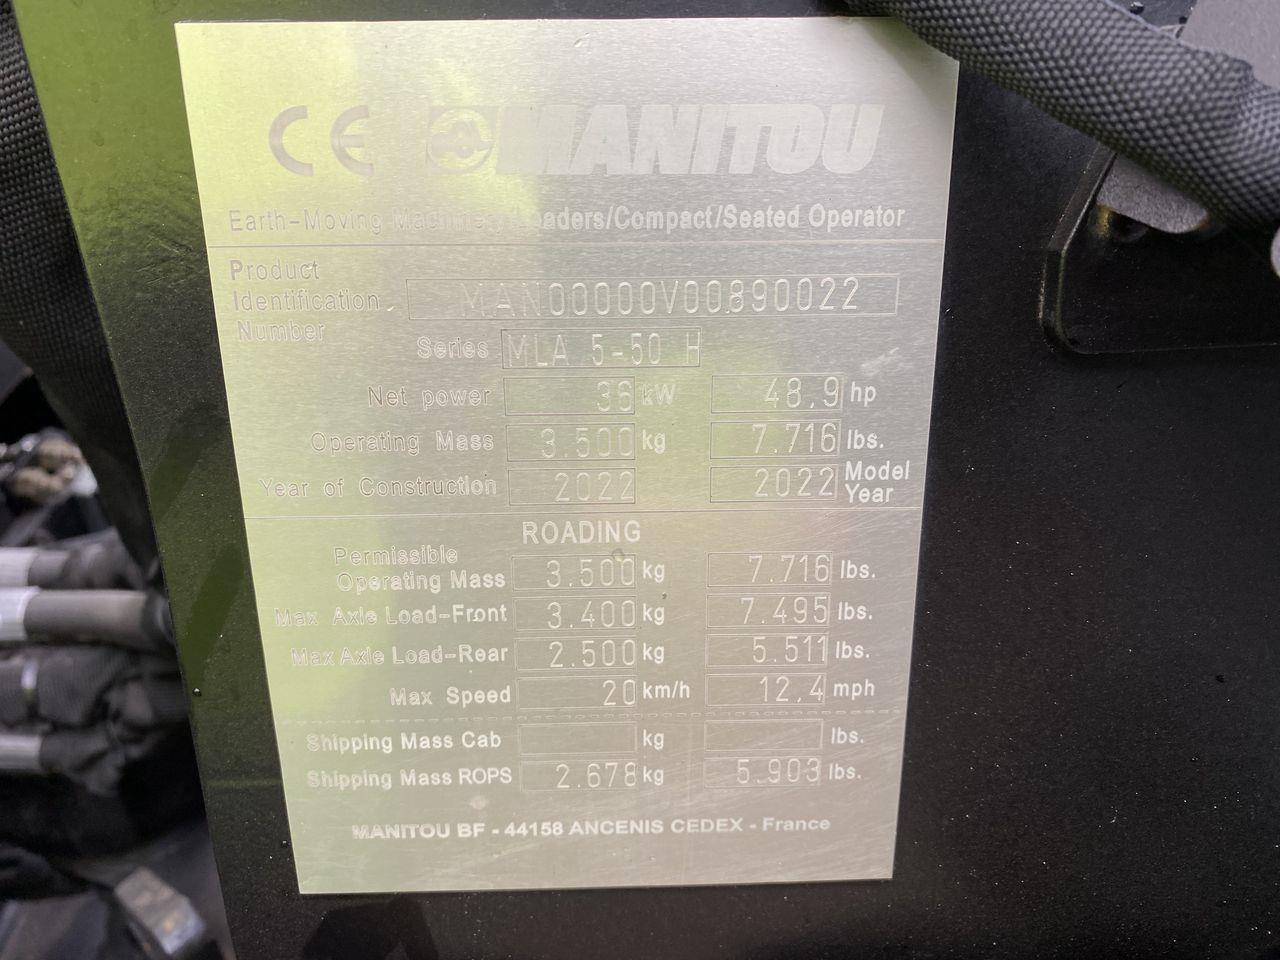 CE MANITOU
Earth-Moving Machines/Loaders/Compact/Seated Operator
Product
Identification
Number
MAN00000V00890022
Series MLA 5-50 H
Net power 36 kW 48,9 hp
Operating Mass 3.500 kg 7.716 lbs.
Year of Construction 2022 2022 Model Year
ROADING
Permissible
Operating Mass 3.500 kg 7.716 lbs.
Max Axle Load-Front 3.400 kg 7.495 lbs.
Max Axle Load-Rear 2.500 kg 5.511 lbs.
Max Speed 20 km/h 12,4 mph
Shipping Mass Cab kg lbs.
Shipping Mass ROPS 2.678 kg 5.903 lbs.
MANITOU BF - 44158 ANCENIS CEDEX - France